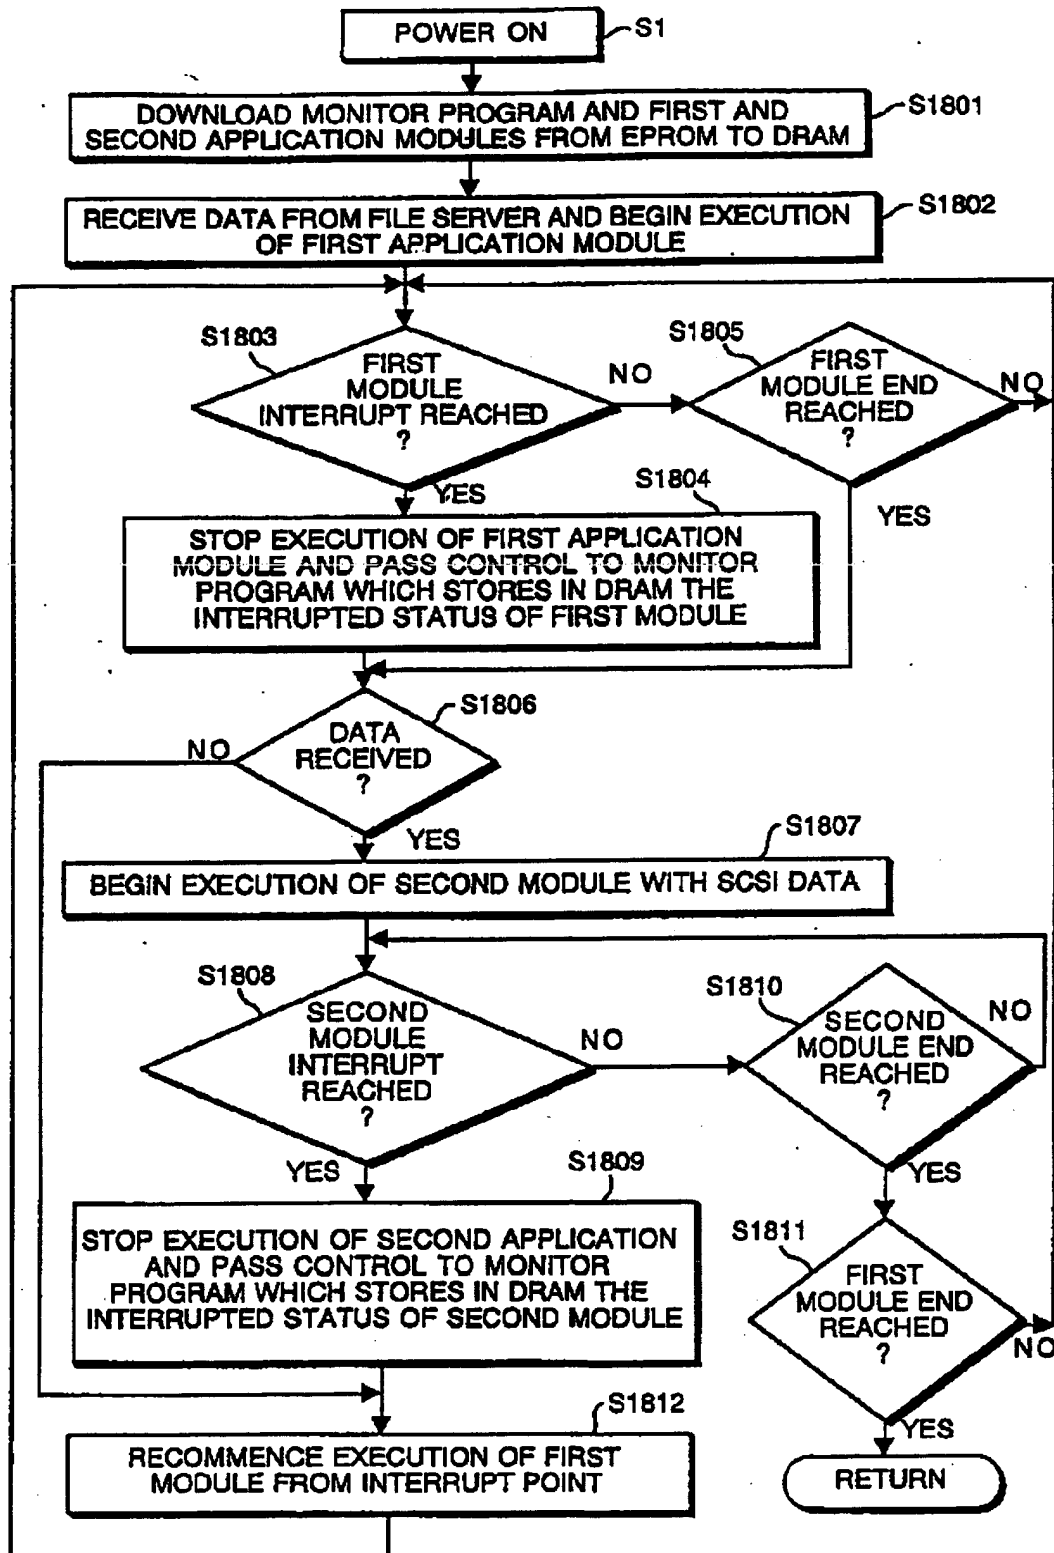 POWER ON
S1
DOWNLOAD MONITOR PROGRAM AND FIRST AND
SECOND APPLICATION MODULES FROM EPROM TO DRAM
S1801
RECEIVE DATA FROM FILE SERVER AND BEGIN EXECUTION
OF FIRST APPLICATION MODULE
S1802
S1803
FIRST
MODULE
INTERRUPT REACHED
?
NO
YES
S1805
FIRST
MODULE END
REACHED
?
NO
YES
S1804
STOP EXECUTION OF FIRST APPLICATION
MODULE AND PASS CONTROL TO MONITOR
PROGRAM WHICH STORES IN DRAM THE
INTERRUPTED STATUS OF FIRST MODULE
S1806
DATA
RECEIVED
?
NO
YES
S1807
BEGIN EXECUTION OF SECOND MODULE WITH SCSI DATA
S1808
SECOND
MODULE
INTERRUPT
REACHED
?
NO
YES
S1810
SECOND
MODULE END
REACHED
?
NO
YES
S1809
STOP EXECUTION OF SECOND APPLICATION
AND PASS CONTROL TO MONITOR
PROGRAM WHICH STORES IN DRAM THE
INTERRUPTED STATUS OF SECOND MODULE
S1811
FIRST
MODULE END
REACHED
?
NO
YES
S1812
RECOMMENCE EXECUTION OF FIRST
MODULE FROM INTERRUPT POINT
RETURN